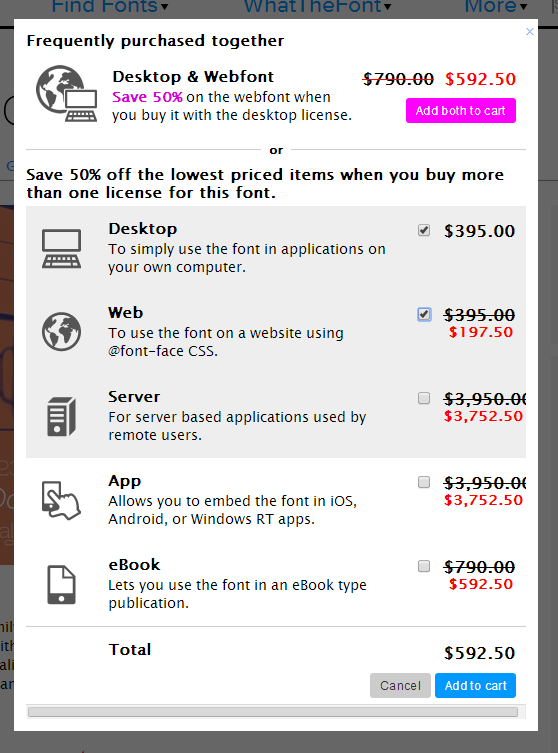 Find Fonts▾ WhatTheFont▾ More▾
×
Frequently purchased together
Desktop & Webfont $790.00 $592.50
Save 50% on the webfont when
you buy it with the desktop license.
Add both to cart
or
Save 50% off the lowest priced items when you buy more
than one license for this font.
Desktop $395.00
To simply use the font in applications on
your own computer.
Web $395.00
To use the font on a website using $197.50
@font-face CSS.
Server $3,950.00
For server based applications used by $3,752.50
remote users.
App $3,950.00
Allows you to embed the font in iOS, $3,752.50
Android, or Windows RT apps.
eBook $790.00
Lets you use the font in an eBook type $592.50
publication.
Total $592.50
Cancel Add to cart